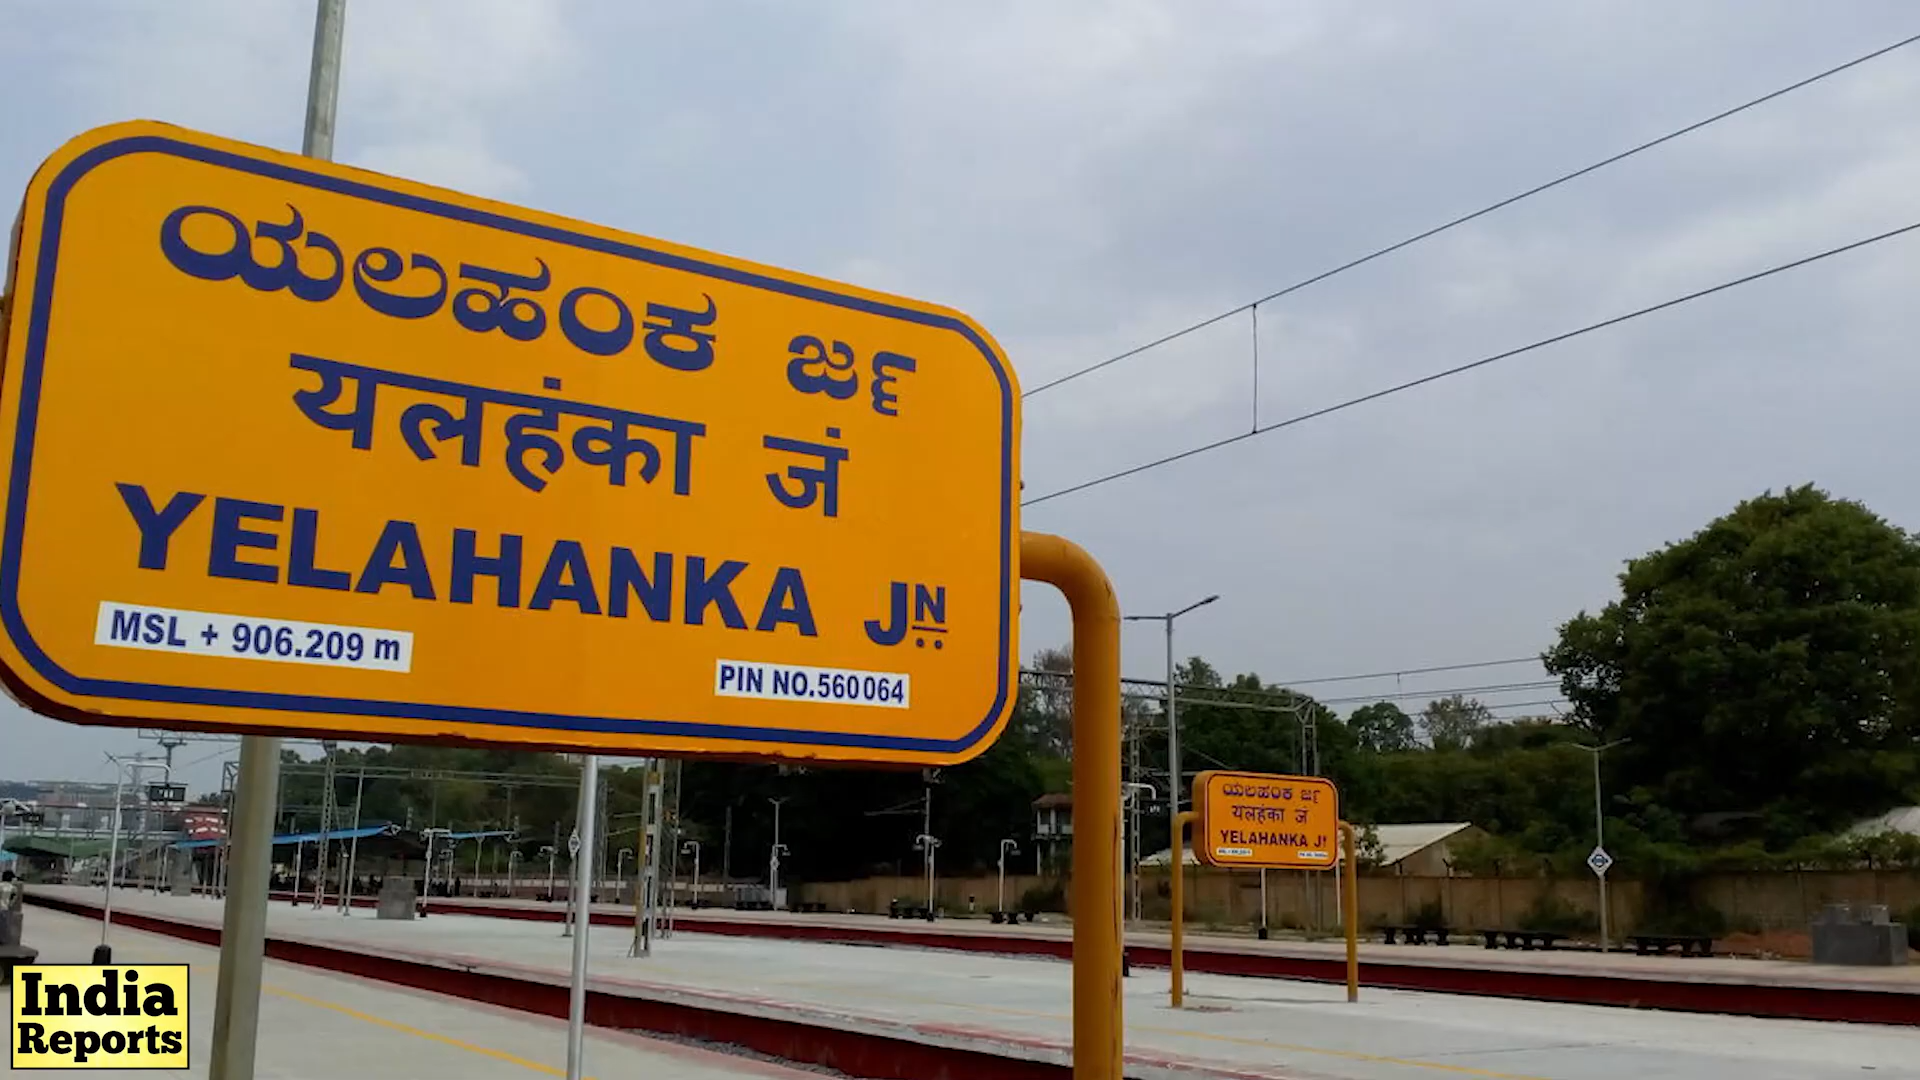 ಯಲಹಂಕ ಜಂ
यलहंका जं
YELAHANKA JN
MSL + 906.209 m
PIN NO.560064
ಯಲಹಂಕ ಜಂ
यलहंका जं
YELAHANKA JN
India
Reports